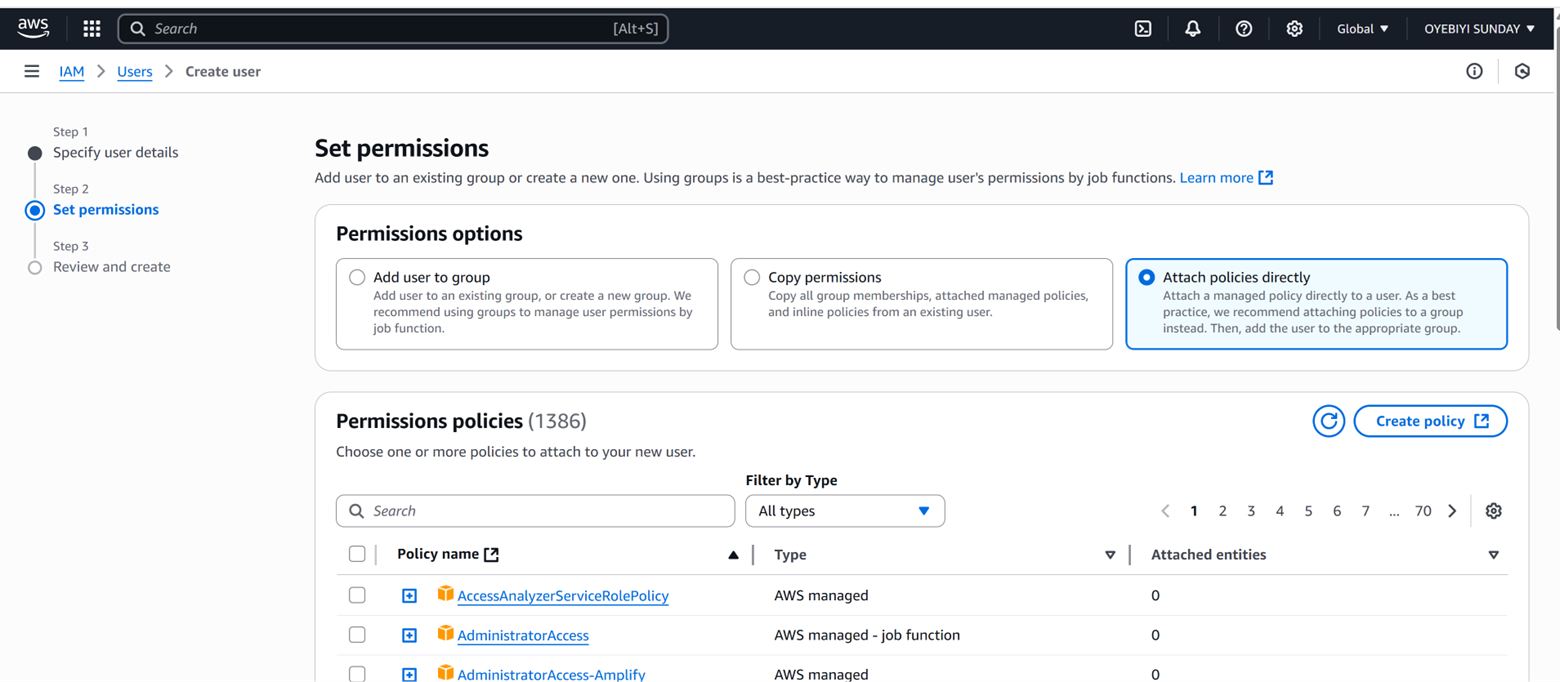 aws
Search [Alt+S] Global OYEBIYI SUNDAY
IAM Users Create user
Step 1
Specify user details
Step 2
Set permissions
Step 3
Review and create
Set permissions
Add user to an existing group or create a new one. Using groups is a best-practice way to manage user's permissions by job functions. Learn more
Permissions options
Add user to group
Add user to an existing group, or create a new group. We
recommend using groups to manage user permissions by
job function.
Copy permissions
Copy all group memberships, attached managed policies,
and inline policies from an existing user.
Attach policies directly
Attach a managed policy directly to a user. As a best
practice, we recommend attaching policies to a group
instead. Then, add the user to the appropriate group.
Permissions policies (1386)
Create policy
Choose one or more policies to attach to your new user.
Filter by Type
Search
All types
1 2 3 4 5 6 7 ... 70
Policy name Type Attached entities
AccessAnalyzerServiceRolePolicy AWS managed 0
AdministratorAccess AWS managed - job function 0
AdministratorAccess-Amplify AWS managed 0